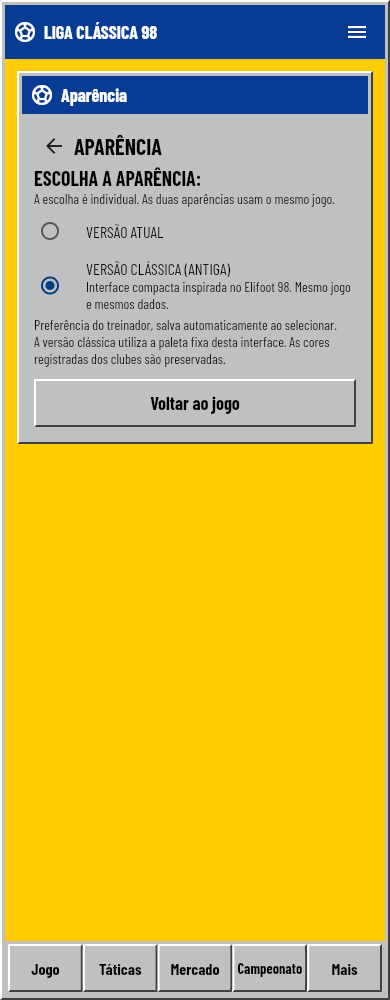 LIGA CLÁSSICA 98
Aparência
APARÊNCIA
ESCOLHA A APARÊNCIA:
A escolha é individual. As duas aparências usam o mesmo jogo.
VERSÃO ATUAL
VERSÃO CLÁSSICA (ANTIGA)
Interface compacta inspirada no Elifoot 98. Mesmo jogo
e mesmos dados.
Preferência do treinador, salva automaticamente ao selecionar.
A versão clássica utiliza a paleta fixa desta interface. As cores
registradas dos clubes são preservadas.
Voltar ao jogo
Jogo
Táticas
Mercado
Campeonato
Mais